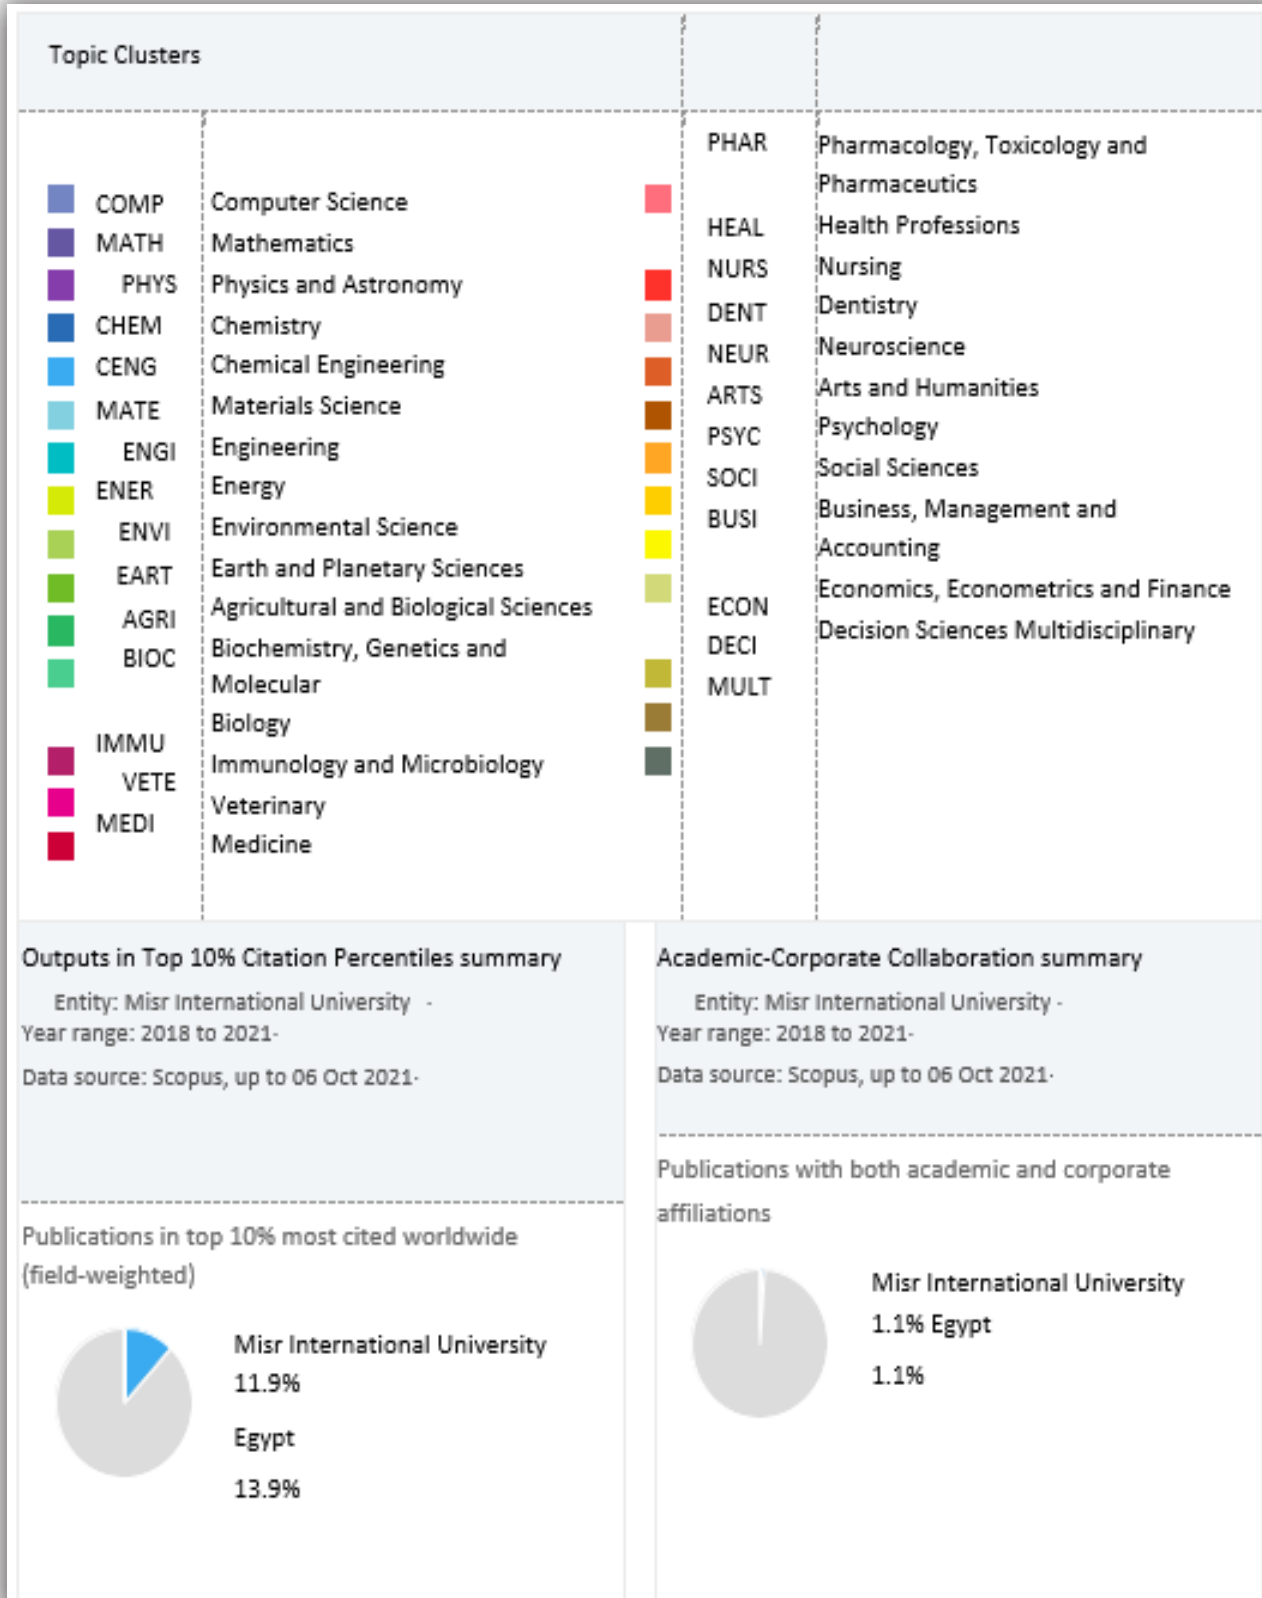 Topic Clusters
COMP Computer Science
MATH Mathematics
PHYS Physics and Astronomy
CHEM Chemistry
CENG Chemical Engineering
MATE Materials Science
ENGI Engineering
ENER Energy
ENVI Environmental Science
EART Earth and Planetary Sciences
AGRI Agricultural and Biological Sciences
BIOC Biochemistry, Genetics and
Molecular
Biology
IMMU Immunology and Microbiology
VETE Veterinary
MEDI Medicine
PHAR Pharmacology, Toxicology and
Pharmaceutics
HEAL Health Professions
NURS Nursing
DENT Dentistry
NEUR Neuroscience
ARTS Arts and Humanities
PSYC Psychology
SOCI Social Sciences
BUSI Business, Management and
Accounting
ECON Economics, Econometrics and Finance
DECI Decision Sciences Multidisciplinary
MULT
Outputs in Top 10% Citation Percentiles summary
Entity: Misr International University ·
Year range: 2018 to 2021·
Data source: Scopus, up to 06 Oct 2021·
Publications in top 10% most cited worldwide
(field-weighted)
Misr International University
11.9%
Egypt
13.9%
Academic-Corporate Collaboration summary
Entity: Misr International University ·
Year range: 2018 to 2021·
Data source: Scopus, up to 06 Oct 2021·
Publications with both academic and corporate
affiliations
Misr International University
1.1% Egypt
1.1%